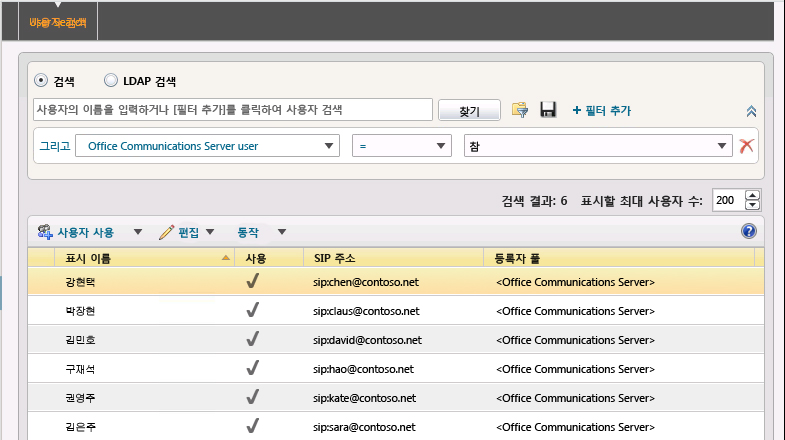 사용자 검색
User Search
검색 LDAP 검색
사용자의 이름을 입력하거나 [필터 추가]를 클릭하여 사용자 검색 찾기 + 필터 추가
그리고 Office Communications Server user = 참
검색 결과: 6 표시할 최대 사용자 수: 200
사용자 사용 편집 동작
표시 이름 사용 SIP 주소 등록자 풀
강현택 sip:chen@contoso.net <Office Communications Server>
박장현 sip:claus@contoso.net <Office Communications Server>
김민호 sip:david@contoso.net <Office Communications Server>
구재석 sip:hao@contoso.net <Office Communications Server>
권영주 sip:kate@contoso.net <Office Communications Server>
김은주 sip:sara@contoso.net <Office Communications Server>